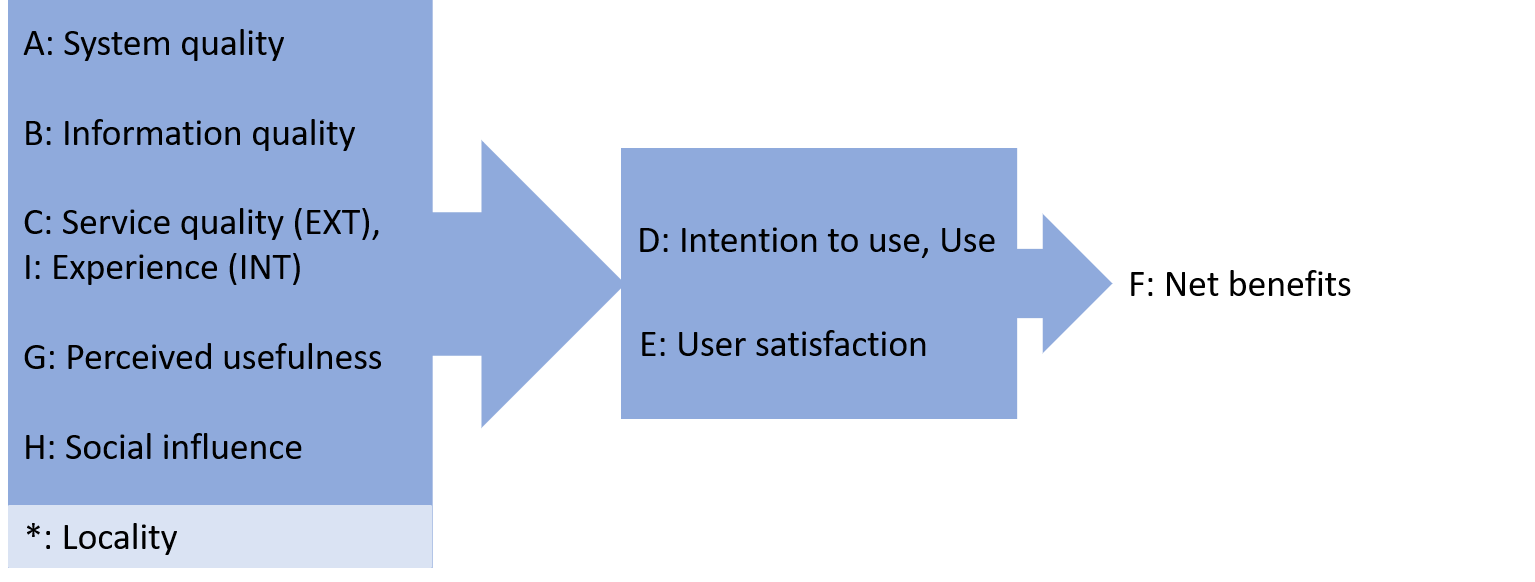 A: System quality
B: Information quality
C: Service quality (EXT),
I: Experience (INT)
G: Perceived usefulness
H: Social influence
*: Locality
D: Intention to use, Use
E: User satisfaction
F: Net benefits